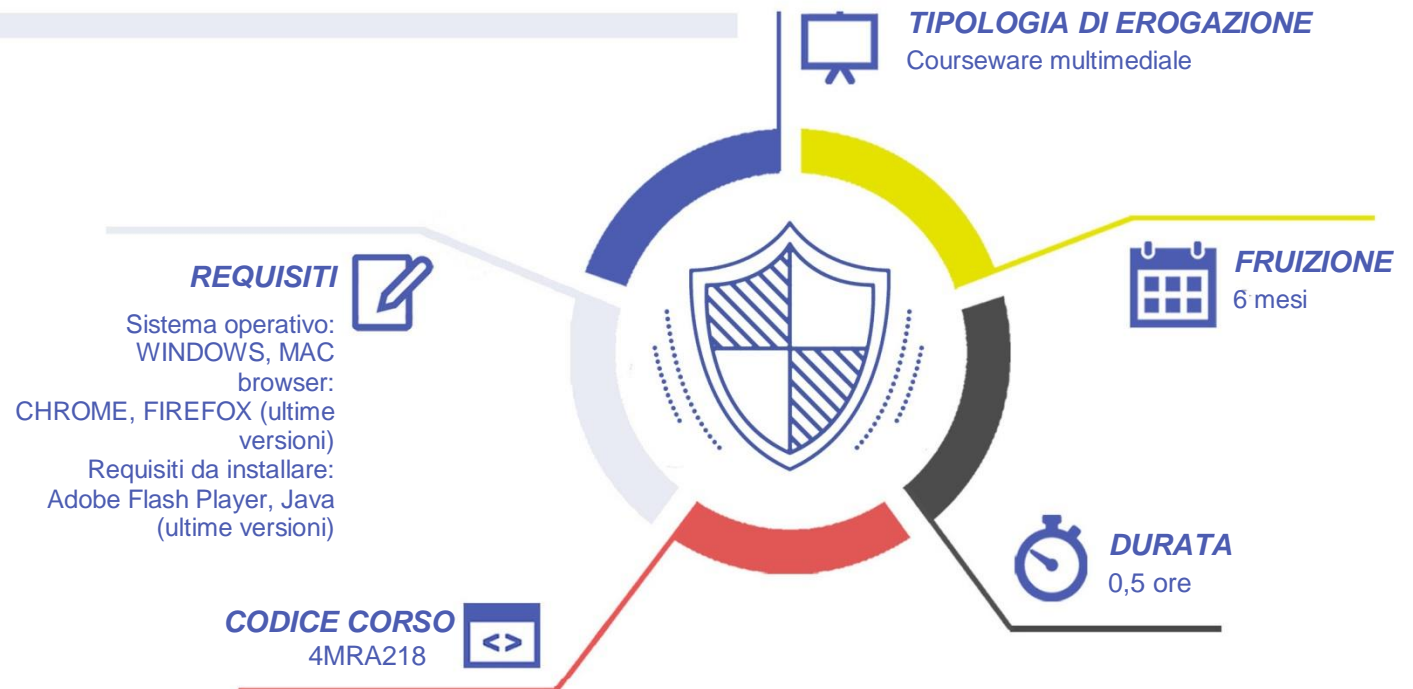 TIPOLOGIA DI EROGAZIONE
Courseware multimediale
FRUIZIONE
6 mesi
REQUISITI
Sistema operativo:
WINDOWS, MAC
browser:
CHROME, FIREFOX (ultime
versioni)
Requisiti da installare:
Adobe Flash Player, Java
(ultime versioni)
DURATA
0,5 ore
CODICE CORSO
4MRA218
<>